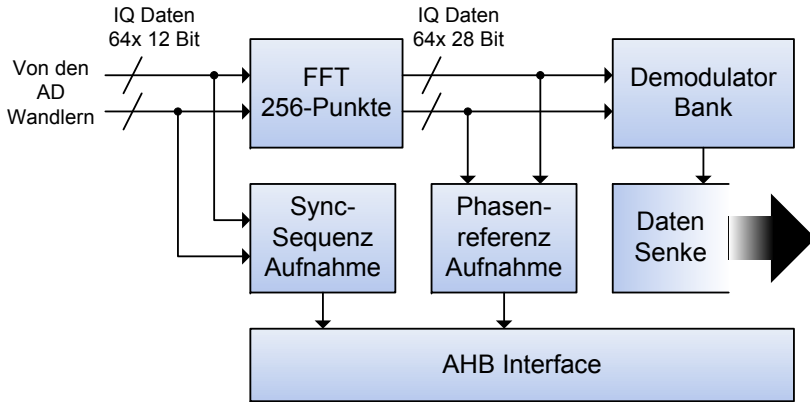 IQ Daten
64x 12 Bit
IQ Daten
64x 28 Bit
Von den
AD
Wandlern
FFT
256-Punkte
Demodulator
Bank
Sync-
Sequenz
Aufnahme
Phasen-
referenz
Aufnahme
Daten
Senke
AHB Interface